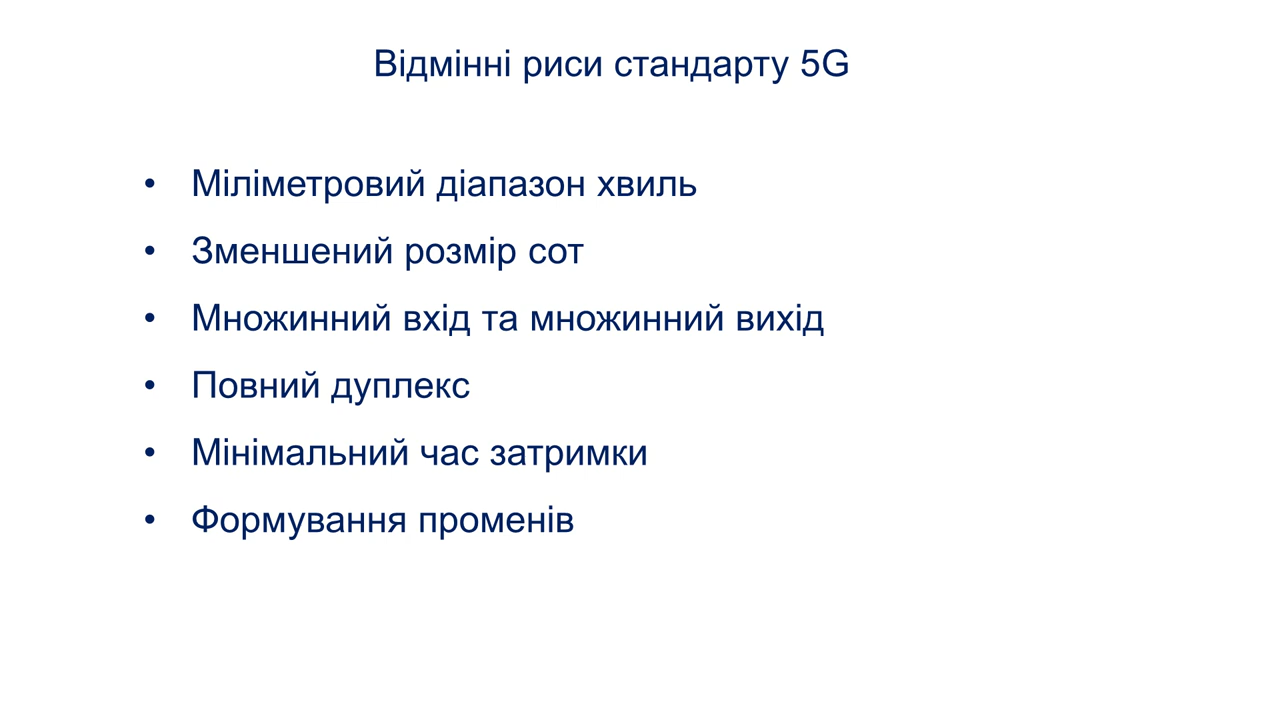 Відмінні риси стандарту 5G
• Міліметровий діапазон хвиль
• Зменшений розмір сот
• Множинний вхід та множинний вихід
• Повний дуплекс
• Мінімальний час затримки
• Формування променів